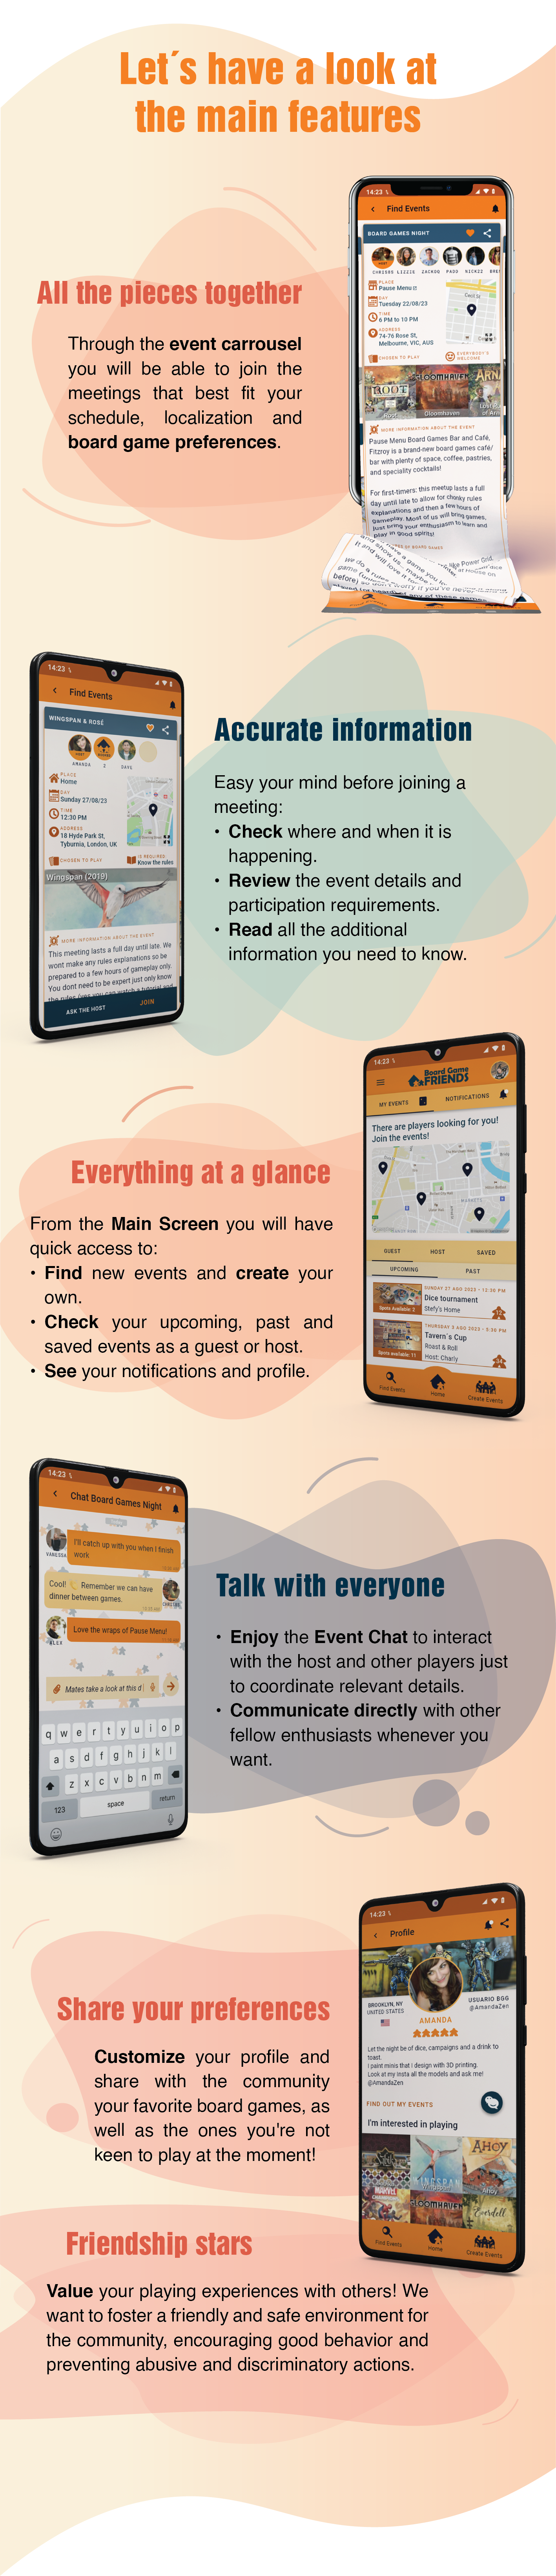 Let´s have a look at
the main features
14:23
Find Events
BOARD GAMES NIGHT
HOST
CHRISBS LIZZIE ZACKOQ PADD NICK22 BRE
PLACE
Pause Menu
DAY
Tuesday 22/08/23
TIME
6 PM to 10 PM
ADDRESS
74-76 Rose St,
Melbourne, VIC, AUS
CHOSEN TO PLAY
EVERYBODY'S
WELCOME
ROOT
GLOOMHAVEN
ARN
Root
Gloomhaven
Lost
of Arn
MORE INFORMATION ABOUT THE EVENT
Pause Menu Board Games Bar and Café,
Fitzroy is a brand-new board games café/
bar with plenty of space, coffee, pastries,
and speciality cocktails!
For first-timers: this meetup lasts a full
day until late to allow for chonky rules
explanations and then a few hours of
gameplay. Most of us will bring games,
just bring your enthusiasm to learn and
play in good spirits!
All the pieces together
Through the event carrousel
you will be able to join the
meetings that best fit your
schedule, localization and
board game preferences.
14:23
Find Events
WINGSPAN & ROSÉ
HOST
AMANDA 2 DAVE
PLACE
Home
DAY
Sunday 27/08/23
TIME
12:30 PM
ADDRESS
18 Hyde Park St,
Tyburnia, London, UK
CHOSEN TO PLAY
IS REQUIRED
Know the rules
Wingspan (2019)
MORE INFORMATION ABOUT THE EVENT
This meeting lasts a full day until late. We
wont make any rules explanations so be
prepared to a few hours of gameplay only.
You dont need to be expert just only know
the rules (yes you can watch a tutorial and
ASK THE HOST
JOIN
Accurate information
Easy your mind before joining a
meeting:
• Check where and when it is
happening.
• Review the event details and
participation requirements.
• Read all the additional
information you need to know.
14:23
Board Game
FRIENDS
MY EVENTS
NOTIFICATIONS
There are players looking for you!
Join the events!
GUEST
HOST
SAVED
UPCOMING
PAST
SUNDAY 27 AGO 2023 - 12:30 PM
Dice tournament
Stefy's Home
Spots Available: 2
THURSDAY 3 AGO 2023 - 5:30 PM
Tavern´s Cup
Roast & Roll
Host: Charly
Spots available: 11
Find Events
Home
Create Events
Everything at a glance
From the Main Screen you will have
quick access to:
• Find new events and create your
own.
• Check your upcoming, past and
saved events as a guest or host.
• See your notifications and profile.
14:23
Chat Board Games Night
I'll catch up with you when I finish
work
VANESSA
Cool! Remember we can have
dinner between games.
Love the wraps of Pause Menu!
ALEX
Mates take a look at this d
q w e r t y u i o p
a s d f g h j k l
z x c v b n m
123
space
return
Talk with everyone
• Enjoy the Event Chat to interact
with the host and other players just
to coordinate relevant details.
• Communicate directly with other
fellow enthusiasts whenever you
want.
14:23
Profile
BROOKLYN, NY
UNITED STATES
USUARIO BGG
@AmandaZen
AMANDA
Let the night be of dice, campaigns and a drink to
toast.
I paint minis that i design with 3D printing.
Look at my insta all the models and ask me!
@AmandaZen
FIND OUT MY EVENTS
I'm interested in playing
WINGSPAN
AHOY
Ahoy
MARVEL
GLOOMHAVEN
Everdell
Find Events
Home
Create Events
Share your preferences
Customize your profile and
share with the community
your favorite board games, as
well as the ones you're not
keen to play at the moment!
Friendship stars
Value your playing experiences with others! We
want to foster a friendly and safe environment for
the community, encouraging good behavior and
preventing abusive and discriminatory actions.